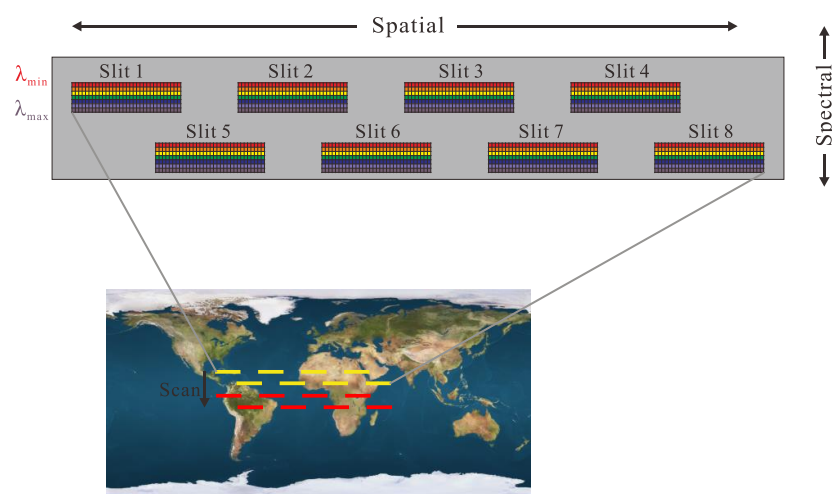 Spatial
Slit 1 Slit 2 Slit 3 Slit 4
λmin
λmax
Slit 5 Slit 6 Slit 7 Slit 8
Spectral
Scan